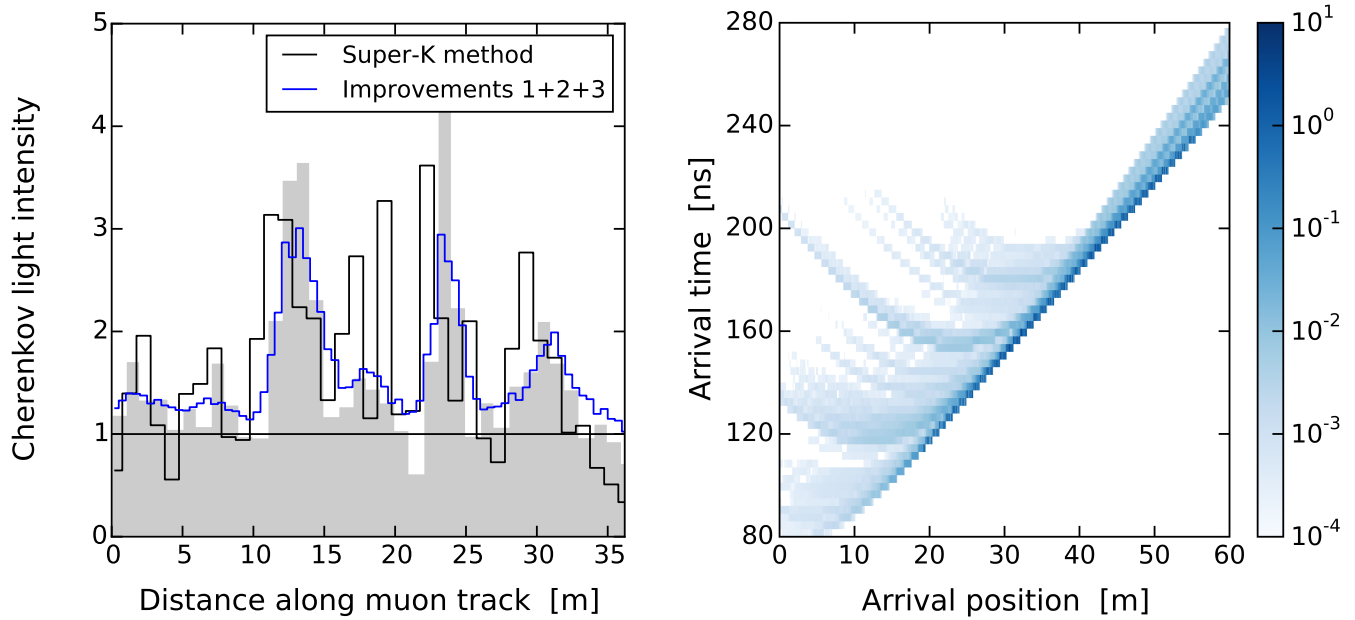 Cherenkov light intensity
5
4
3
2
1
0
Super-K method
Improvements 1+2+3
0 5 10 15 20 25 30 35
Distance along muon track [m]
Arrival time [ns]
280
240
200
160
120
80
0 10 20 30 40 50 60
Arrival position [m]
10^1
10^0
10^-1
10^-2
10^-3
10^-4